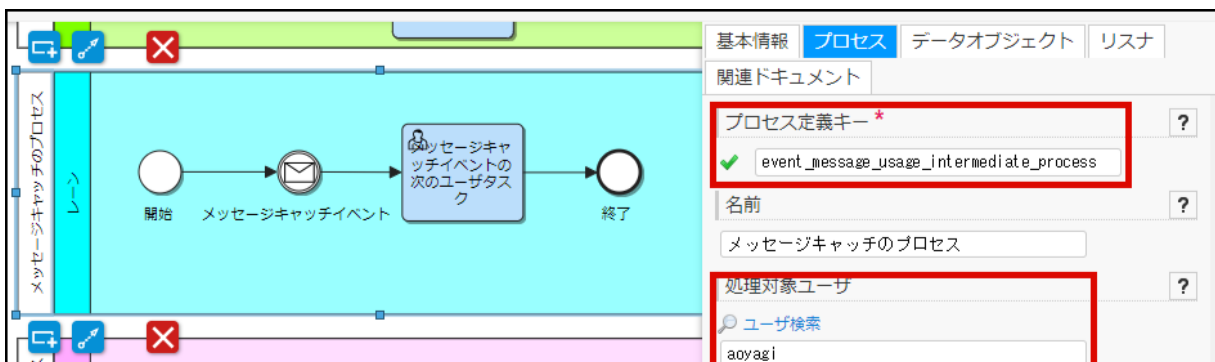 基本情報 プロセス データオブジェクト リスナ
関連ドキュメント
メッセージキャッチのプロセス
レーン
開始
メッセージキャッチイベント
メッセージキャ
ッチイベントの
次のユーザタス
ク
終了
プロセス定義キー *
?
event_message_usage_intermediate_process
名前
?
メッセージキャッチのプロセス
処理対象ユーザ
?
ユーザ検索
aoyagi